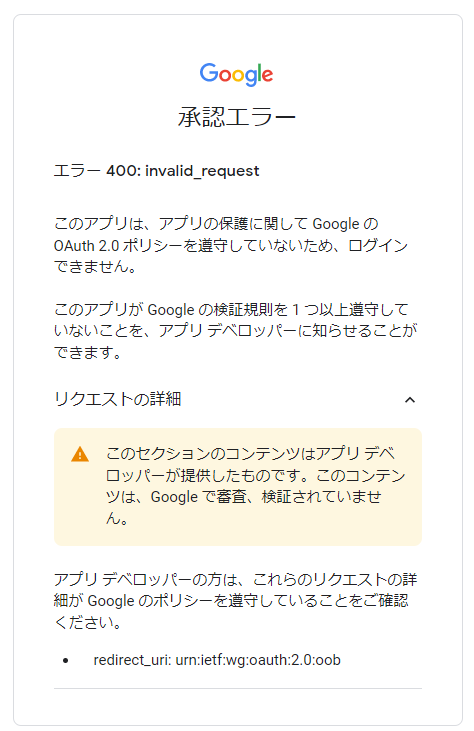 Google
承認エラー
エラー 400: invalid_request
このアプリは、アプリの保護に関して Google の
OAuth 2.0 ポリシーを遵守していないため、ログイン
できません。
このアプリが Google の検証規則を 1 つ以上遵守して
いないことを、アプリ デベロッパーに知らせることが
できます。
リクエストの詳細
このセクションのコンテンツはアプリ デベ
ロッパーが提供したものです。このコンテン
ツは、Google で審査、検証されていませ
ん。
アプリ デベロッパーの方は、これらのリクエストの詳
細が Google のポリシーを遵守していることをご確認
ください。
• redirect_uri: urn:ietf:wg:oauth:2.0:oob